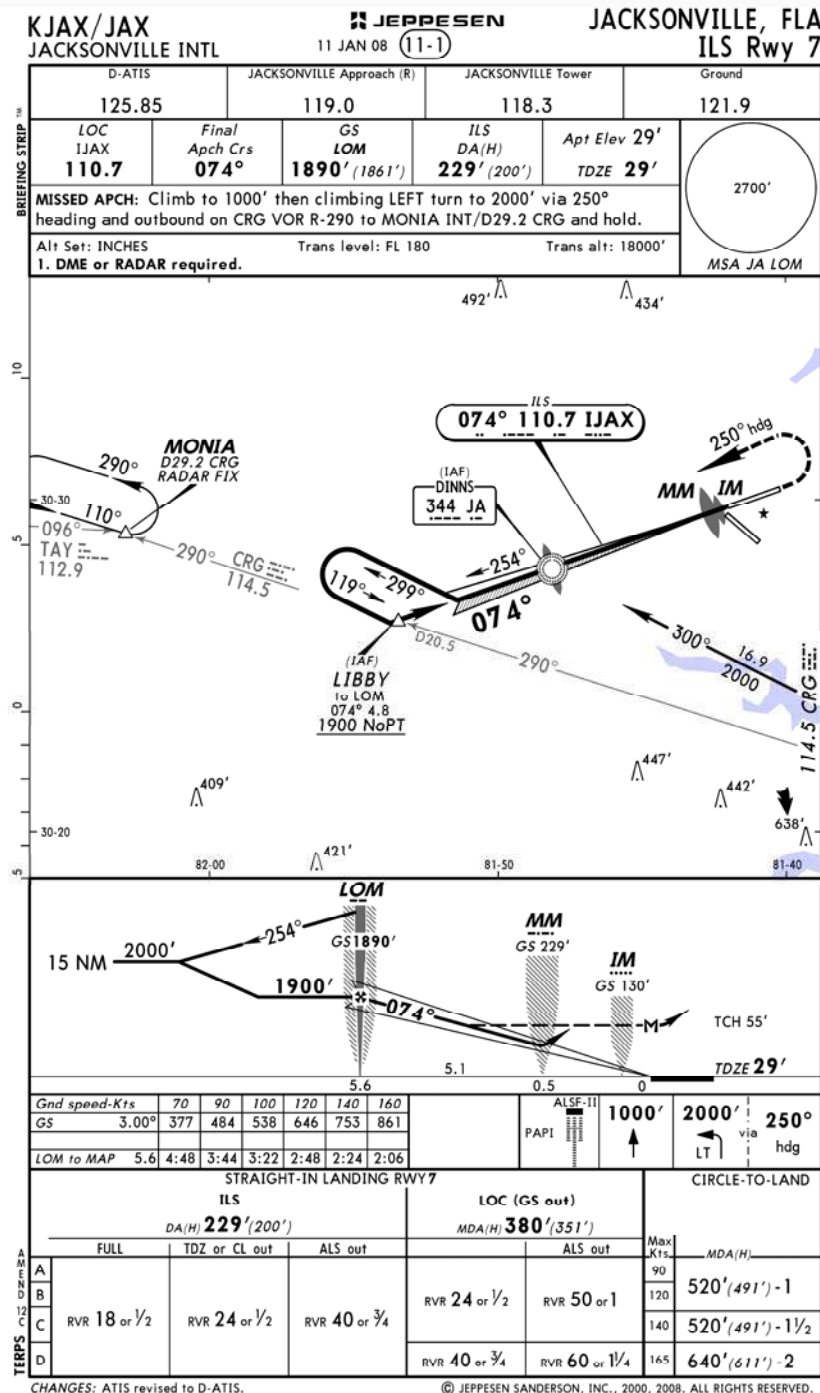 KJAX/JAX
JACKSONVILLE INTL
JEPPESEN
11 JAN 08 11-1
JACKSONVILLE, FLA
ILS Rwy 7
BRIEFING STRIP TM
D-ATIS
125.85
JACKSONVILLE Approach (R)
119.0
JACKSONVILLE Tower
118.3
Ground
121.9
LOC
IJAX
110.7
Final
Apch Crs
074°
GS
LOM
1890' (1861')
ILS
DA(H)
229' (200')
Apt Elev 29'
TDZE 29'
2700'
MSA JA LOM
MISSED APCH: Climb to 1000' then climbing LEFT turn to 2000' via 250°
heading and outbound on CRG VOR R-290 to MONIA INT/D29.2 CRG and hold.
Alt Set: INCHES Trans level: FL 180 Trans alt: 18000'
1. DME or RADAR required.
492'
434'
10
ILS
074° 110.7 IJAX
250° hdg
MONIA
D29.2 CRG
RADAR FIX
290°
(IAF)
DINNS
344 JA
MM IM
30-30
110°
096°
TAY
112.9
5
290° CRG
114.5
254°
299°
119°
074°
D20.5
(IAF)
LIBBY
to LOM
074° 4.8
1900 NoPT
290°
300°
16.9
2000
114.5 CRG
0
409'
447'
442'
638'
30-20
421'
5
82-00
81-50
81-40
LOM
MM
GS 229'
IM
GS 130'
GS1890'
15 NM
2000'
254°
1900'
074°
M
TCH 55'
TDZE 29'
5.6
5.1
0.5
0
Gnd speed-Kts 70 90 100 120 140 160
GS 3.00° 377 484 538 646 753 861
LOM to MAP 5.6 4:48 3:44 3:22 2:48 2:24 2:06
ALSF-II
PAPI
1000'
2000'
LT
via
250°
hdg
STRAIGHT-IN LANDING RWY7
CIRCLE-TO-LAND
ILS
DA(H) 229'(200')
LOC (GS out)
MDA(H) 380'(351')
FULL
TDZ or CL out
ALS out
ALS out
Max
Kts
MDA(H)
A
B
C
D
RVR 18 or 1/2
RVR 24 or 1/2
RVR 40 or 3/4
RVR 24 or 1/2
RVR 50 or 1
RVR 40 or 3/4
RVR 60 or 1 1/4
90
120
520'(491')-1
140
520'(491')-1 1/2
165
640'(611')-2
TERPS AMEND 12C
CHANGES: ATIS revised to D-ATIS.
© JEPPESEN SANDERSON, INC., 2000, 2008. ALL RIGHTS RESERVED.